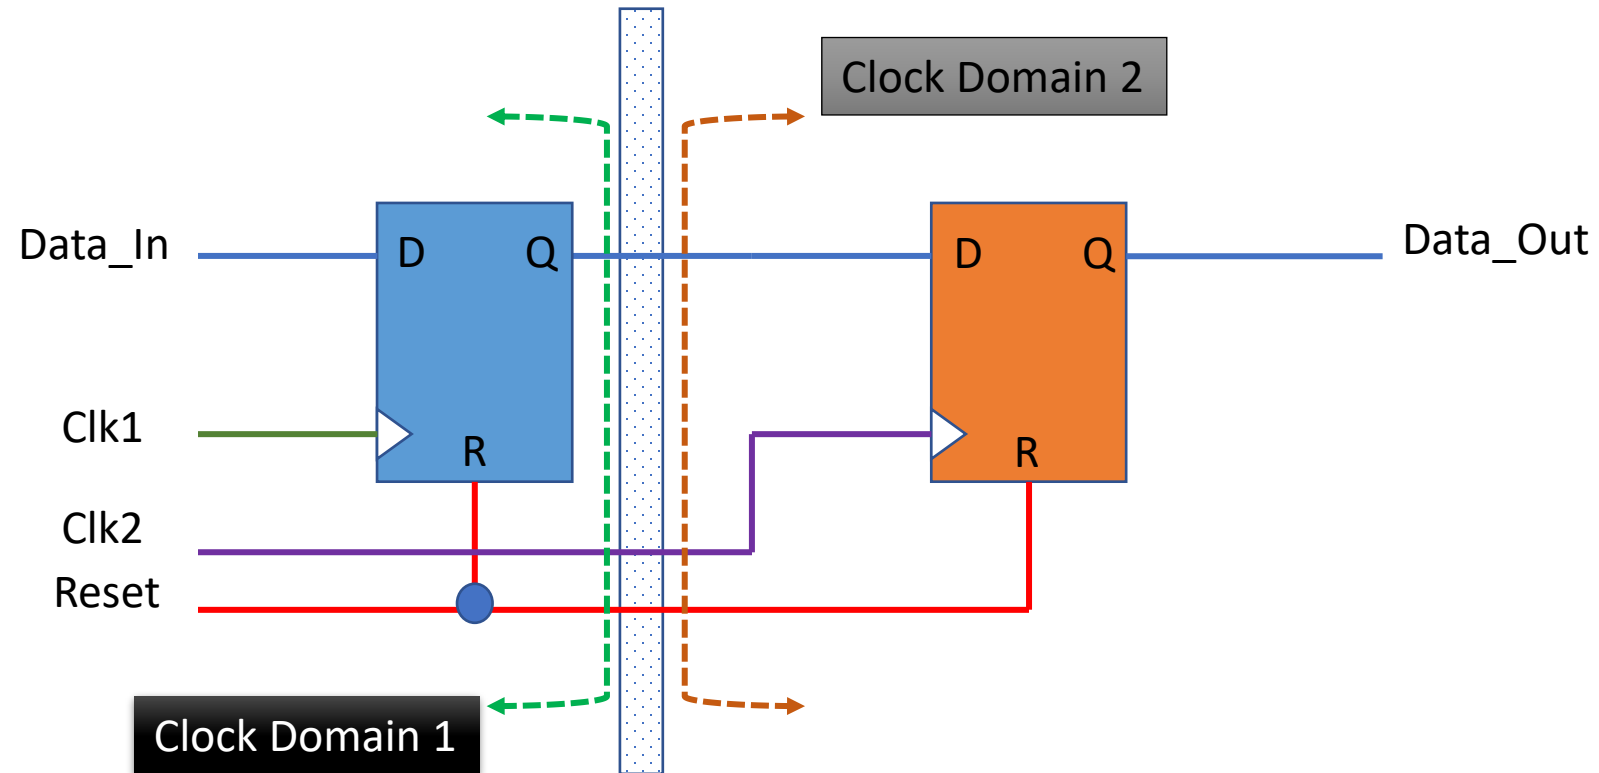 Clock Domain 2
Data_In
D
Q
D
Q
Data_Out
Clk1
R
R
Clk2
Reset
Clock Domain 1